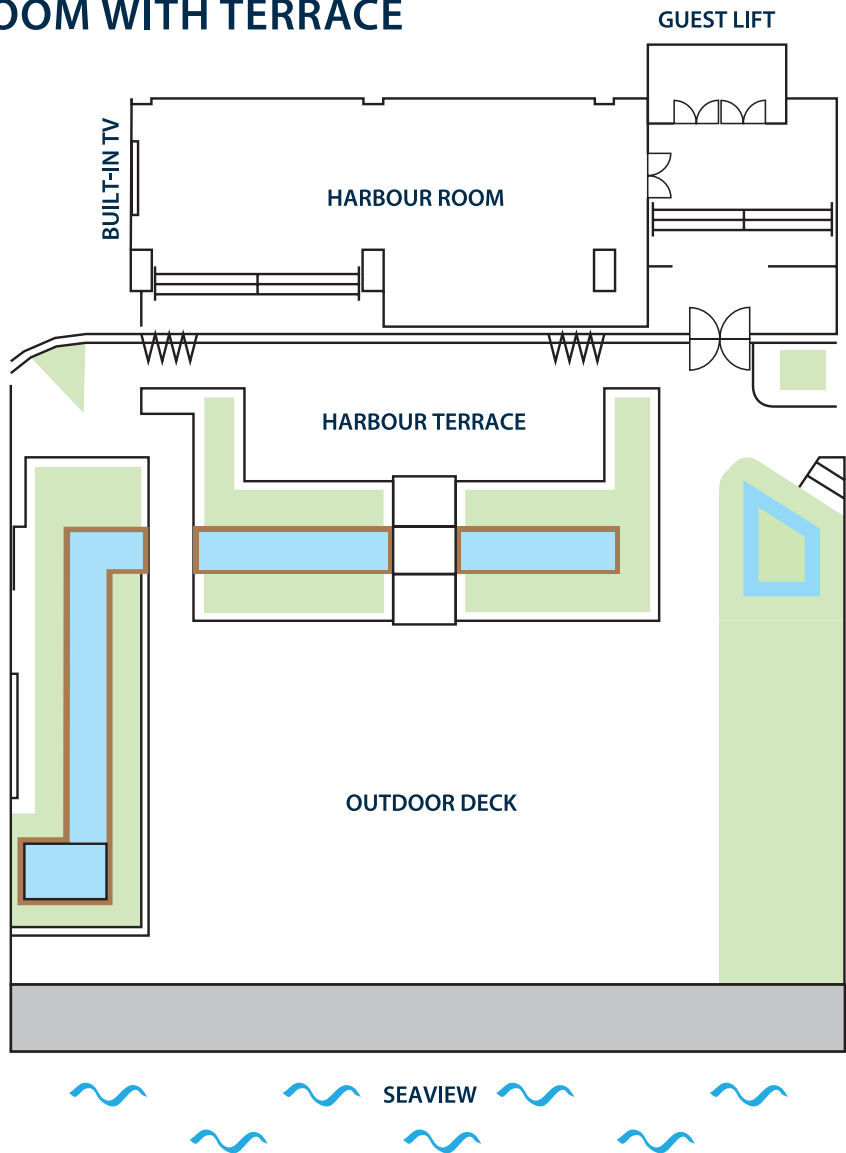 OOM WITH TERRACE
GUEST LIFT
BUILT-IN TV
HARBOUR ROOM
HARBOUR TERRACE
OUTDOOR DECK
SEAVIEW